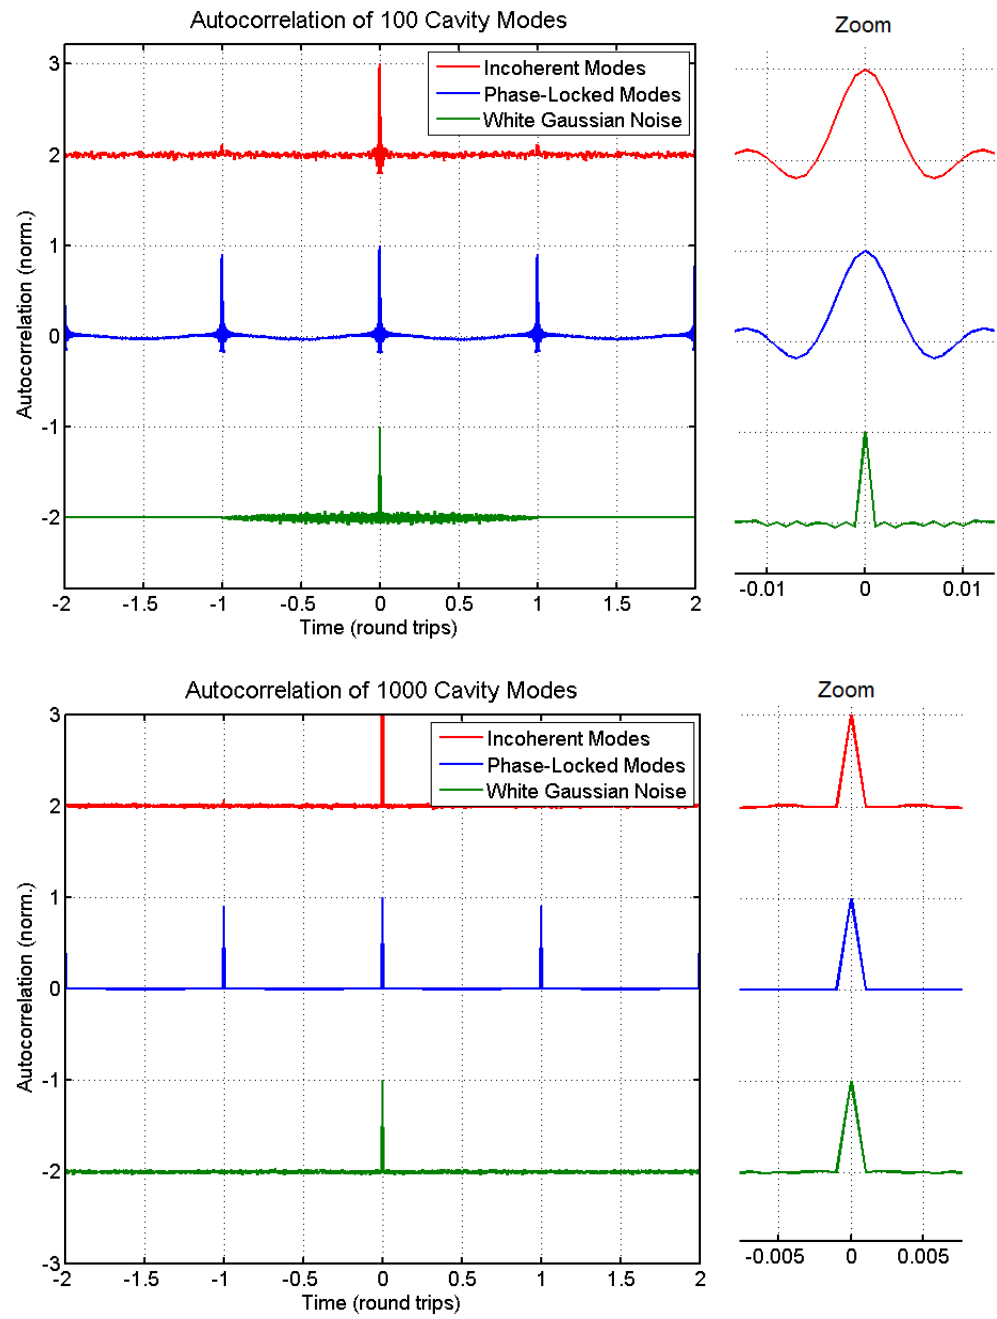 Autocorrelation of 100 Cavity Modes
Zoom
Incoherent Modes
Phase-Locked Modes
White Gaussian Noise
Autocorrelation (norm.)
3
2
1
0
-1
-2
-2 -1 -0.5 0 0.5 1 1.5 2
Time (round trips)
-0.01 0 0.01
Autocorrelation of 1000 Cavity Modes
Zoom
Incoherent Modes
Phase-Locked Modes
White Gaussian Noise
Autocorrelation (norm.)
3
2
1
0
-1
-2
-3
-2 -1.5 -1 -0.5 0 0.5 1 1.5 2
Time (round trips)
-0.005 0 0.005